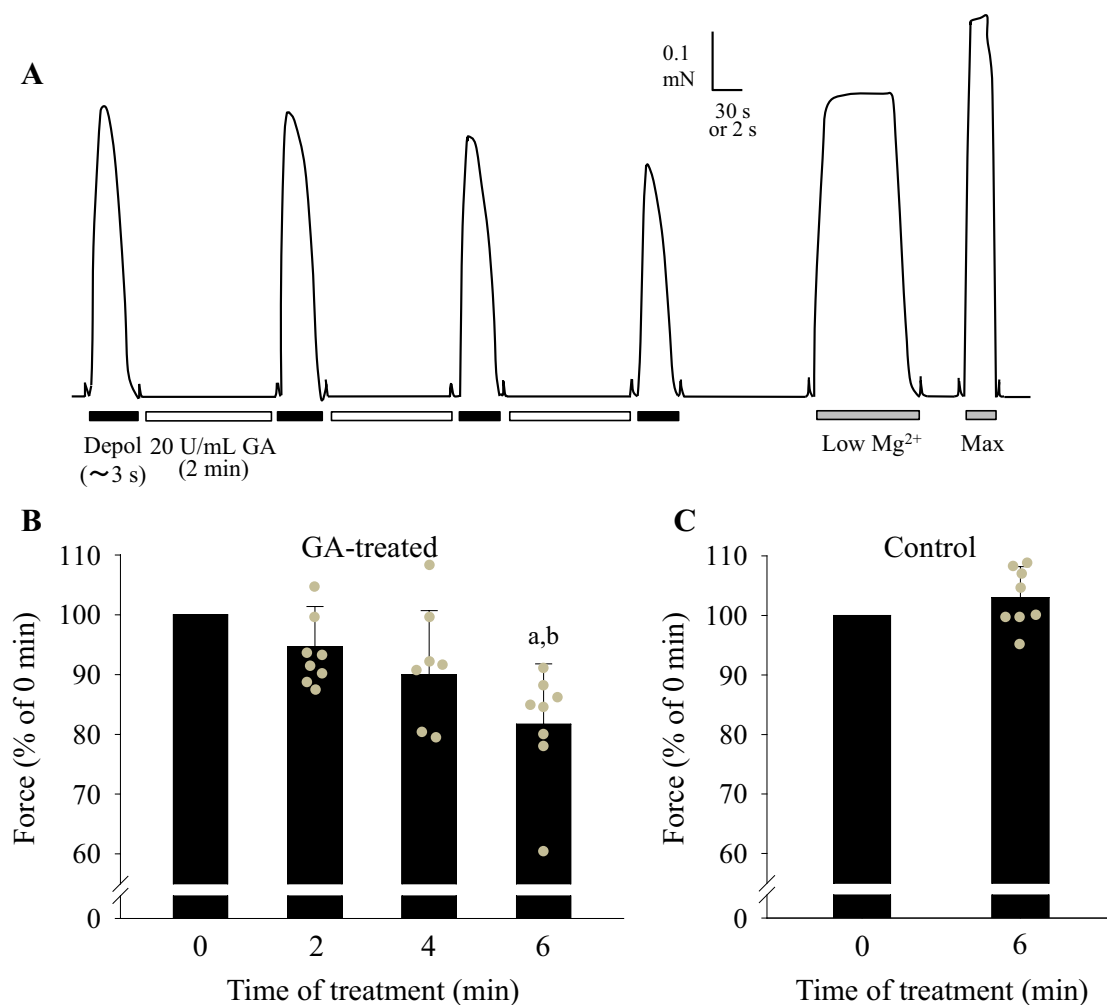 A
0.1
mN
30 s
or 2 s
Depol
(~3 s)
20 U/mL GA
(2 min)
Low Mg²⁺
Max
B
GA-treated
110
100
90
80
70
60
0
Force (% of 0 min)
a,b
0 2 4 6
Time of treatment (min)
C
Control
110
100
90
80
70
60
0
Force (% of 0 min)
0 6
Time of treatment (min)